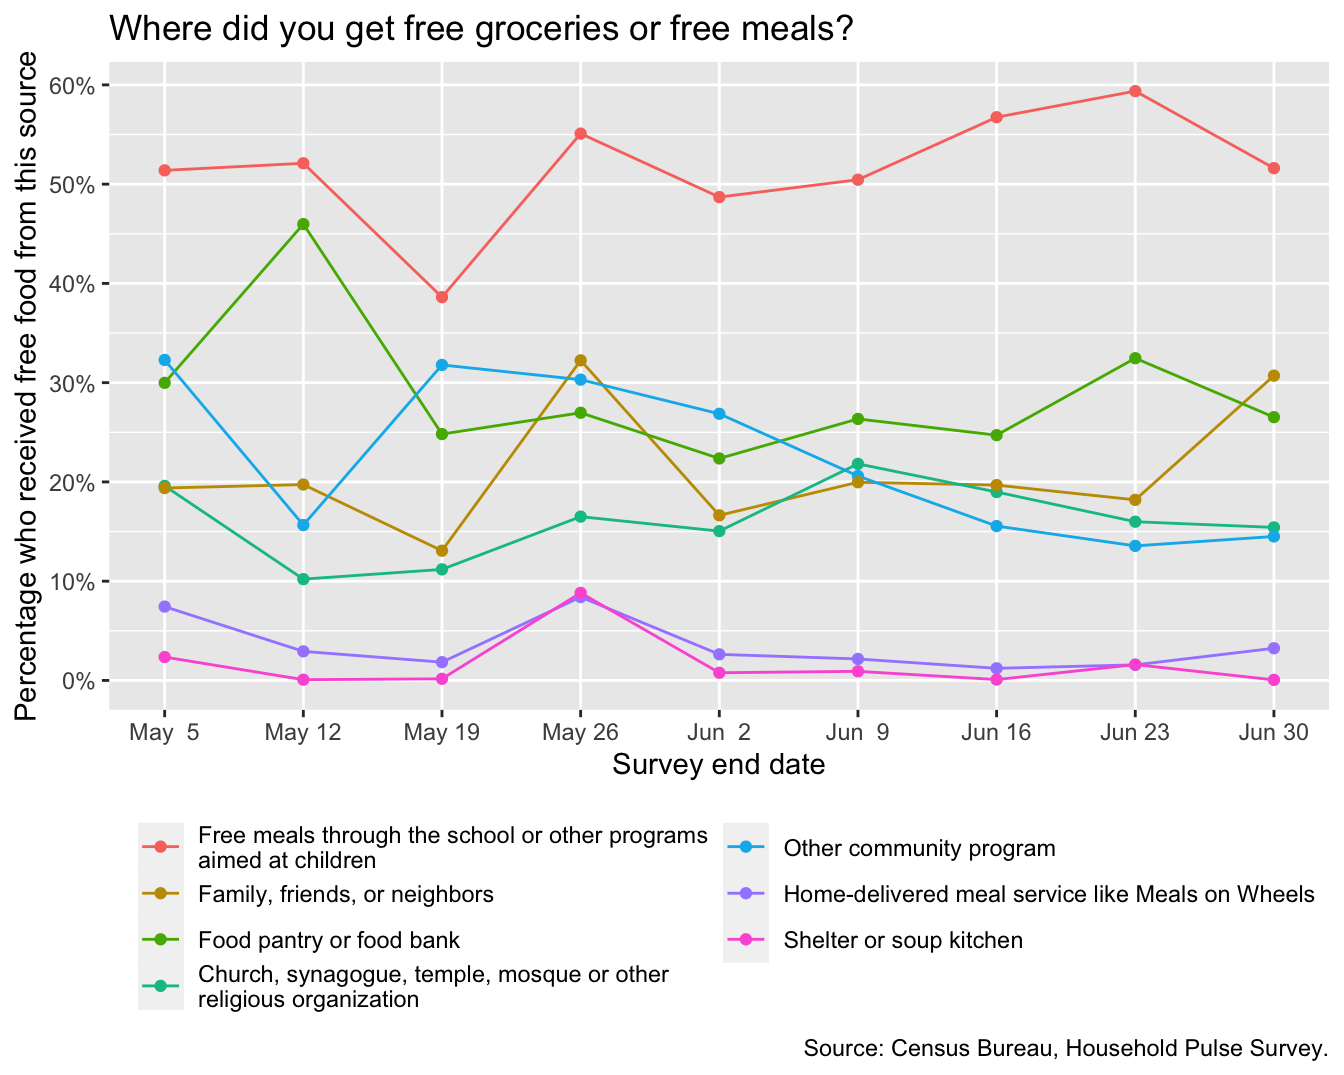 Where did you get free groceries or free meals?
Percentage who received free food from this source
60%
50%
40%
30%
20%
10%
0%
May 5
May 12
May 19
May 26
Jun 2
Jun 9
Jun 16
Jun 23
Jun 30
Survey end date
Free meals through the school or other programs
aimed at children
Family, friends, or neighbors
Food pantry or food bank
Church, synagogue, temple, mosque or other
religious organization
Other community program
Home-delivered meal service like Meals on Wheels
Shelter or soup kitchen
Source: Census Bureau, Household Pulse Survey.